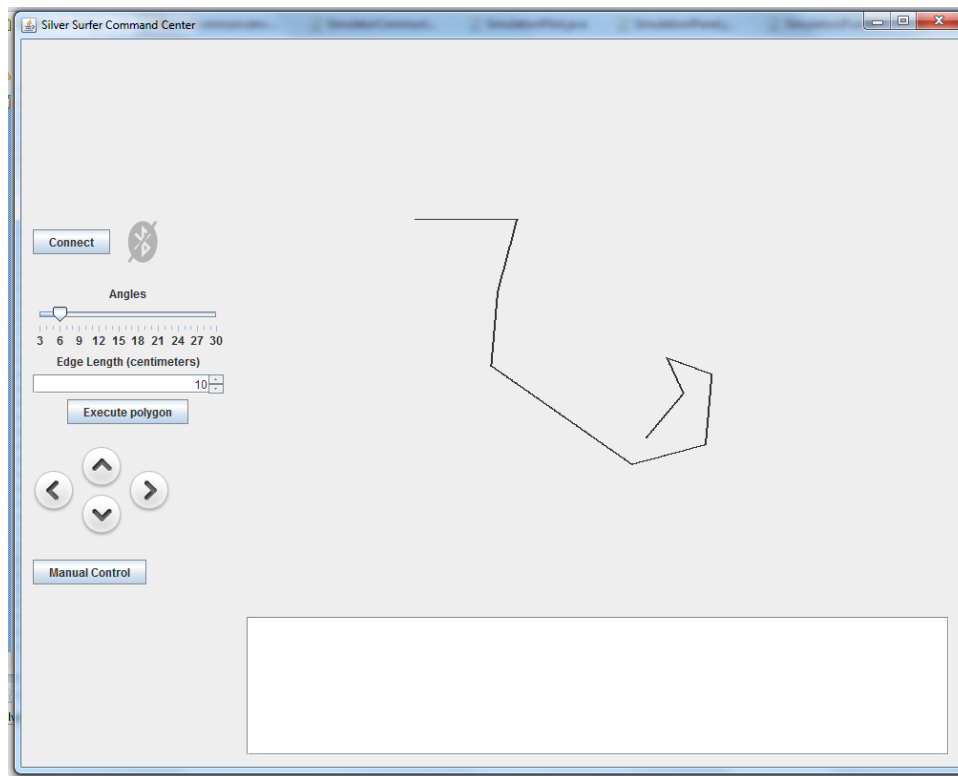 Silver Surfer Command Center
Connect
Angles
3 6 9 12 15 18 21 24 27 30
Edge Length (centimeters)
10
Execute polygon
Manual Control